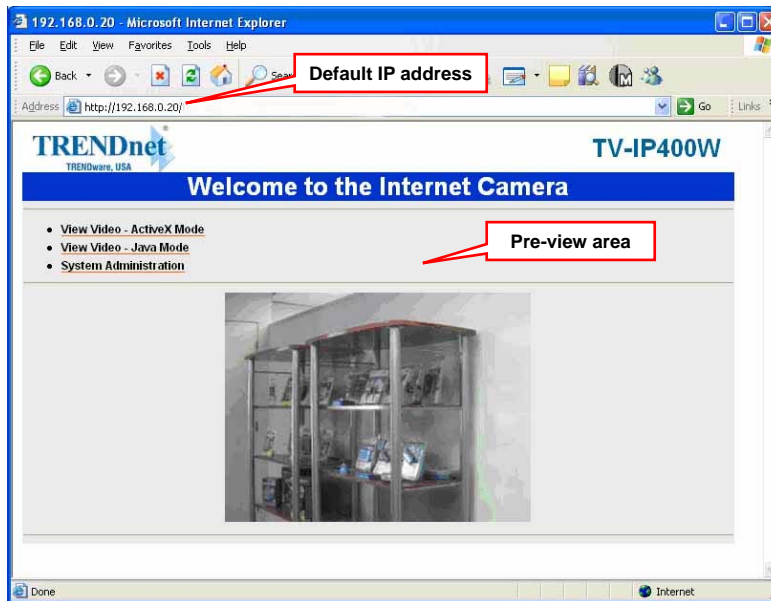 192.168.0.20 - Microsoft Internet Explorer
File Edit View Favorites Tools Help
Back
Default IP address
Address http://192.168.0.20/ Go Links
TRENDnet TV-IP400W
TRENDware, USA
Welcome to the Internet Camera
View Video - ActiveX Mode
View Video - Java Mode
System Administration
Pre-view area
Done Internet